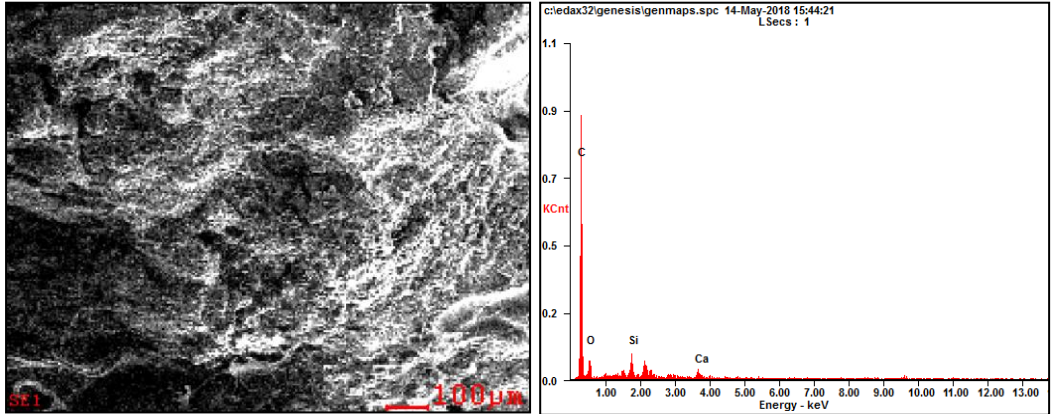 SE1
100µm
c:\edax32\genesis\genmaps.spc 14-May-2018 15:44:21
LSecs : 1
1.1
0.9
0.7
0.5
0.2
0.0
KCnt
C
O
Si
Ca
1.00 2.00 3.00 4.00 5.00 6.00 7.00 8.00 9.00 10.00 11.00 12.00 13.00
Energy - keV